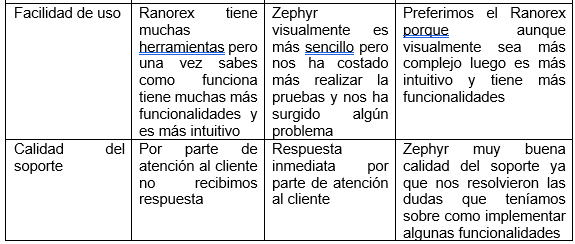 Facilidad de uso
Ranorex tiene
muchas
herramientas pero
una vez sabes
como funciona
tiene muchas más
funcionalidades y
es más intuitivo
Zephyr
visualmente es
más sencillo pero
nos ha costado
más realizar la
pruebas y nos ha
surgido algún
problema
Preferimos el Ranorex
porque aunque
visualmente sea más
complejo luego es más
intuitivo y tiene más
funcionalidades
Calidad del
soporte
Por parte de
atención al cliente
no recibimos
respuesta
Respuesta
inmediata por
parte de atención
al cliente
Zephyr muy buena
calidad del soporte ya
que nos resolvieron las
dudas que teníamos
sobre como implementar
algunas funcionalidades